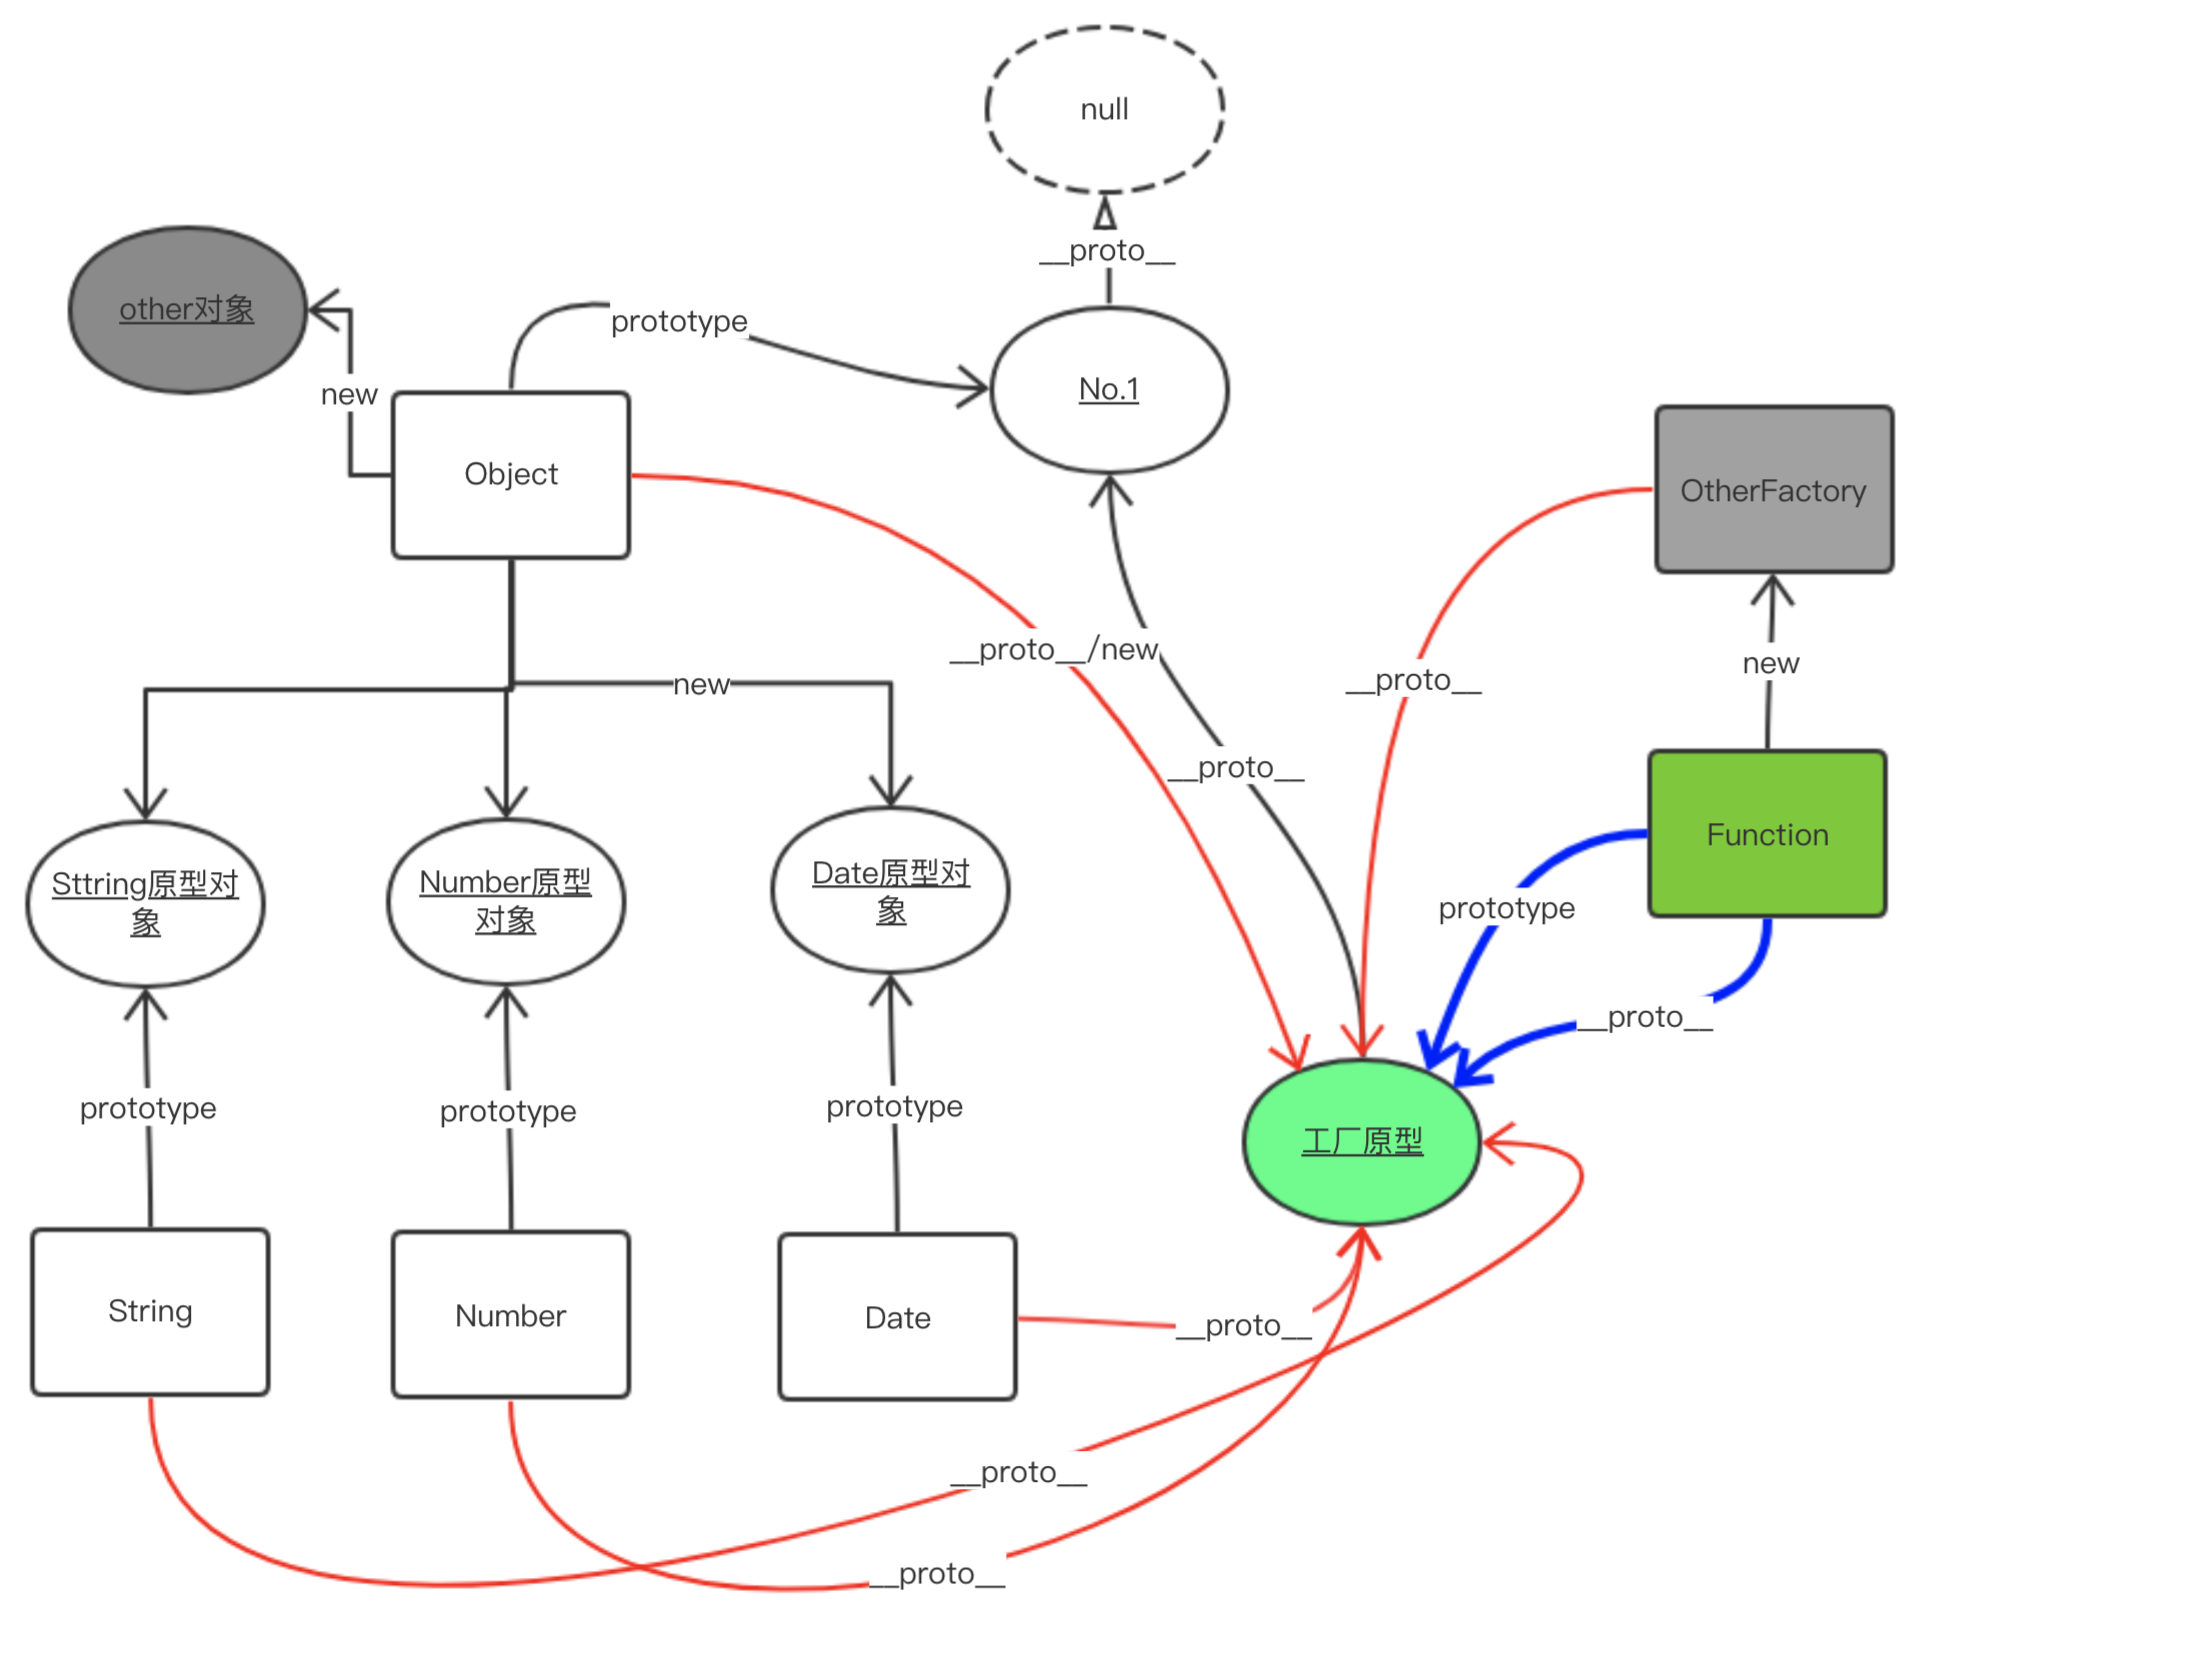 null
__proto__
other对象
prototype
No.1
new
Object
OtherFactory
__proto__/new
new
__proto__
new
__proto__
Function
Sttring原型对
象
Number原型
对象
Date原型对
象
prototype
__proto__
prototype
prototype
prototype
工厂原型
String
Number
Date
__proto__
__proto__
__proto__